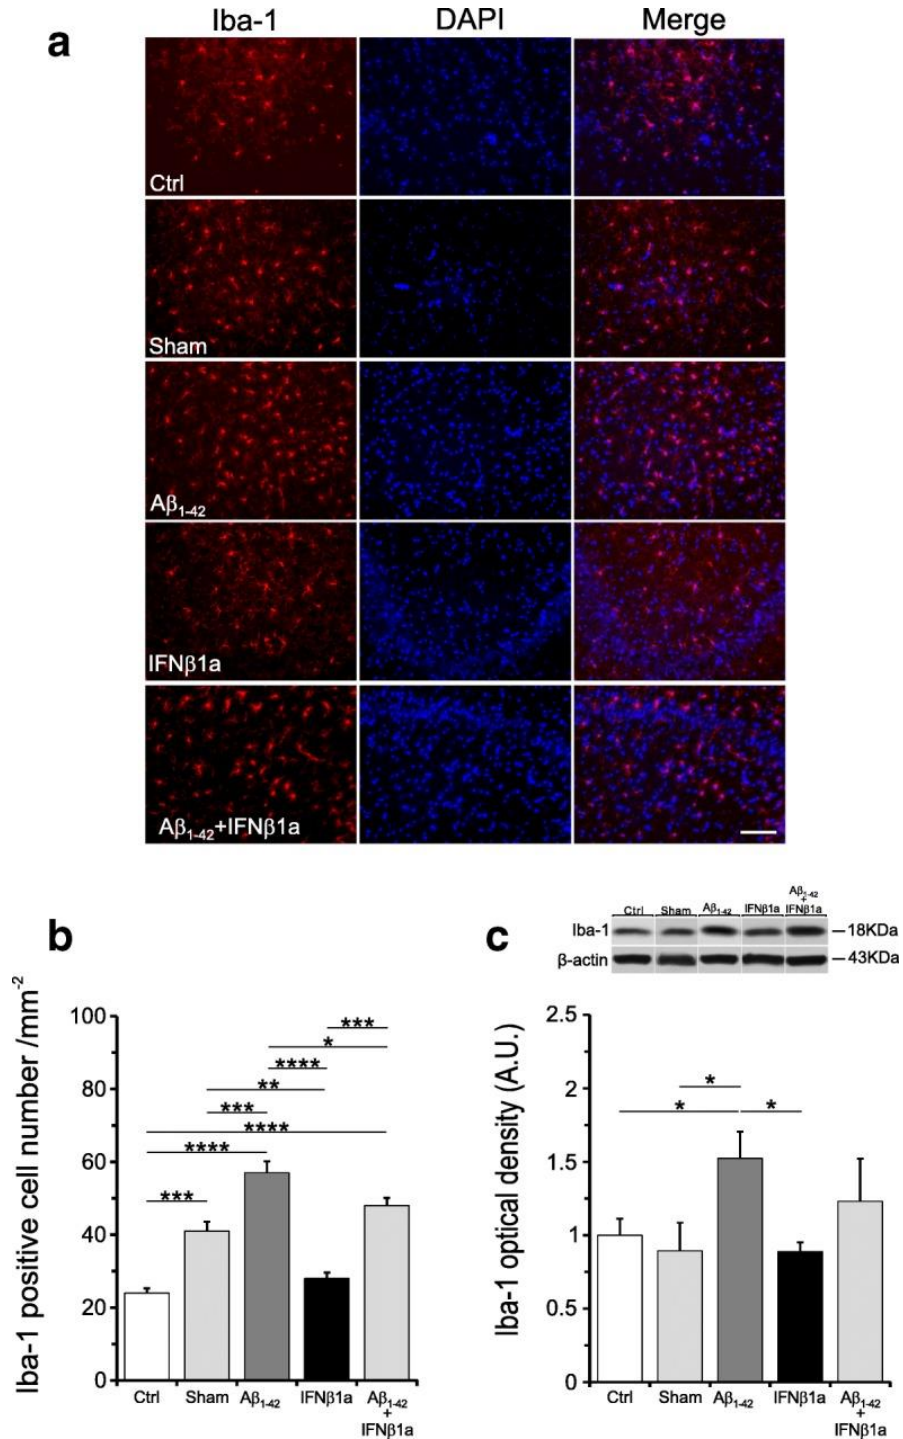 a
Iba-1 DAPI Merge
Ctrl
Sham
Aβ1-42
IFNβ1a
Aβ1-42+IFNβ1a
b
Iba-1 positive cell number /mm-2
100
80
60
40
20
0
***
*
****
**
***
****
****
***
Ctrl Sham Aβ1-42 IFNβ1a Aβ1-42 + IFNβ1a
c
Ctrl Sham Aβ1-42 IFNβ1a Aβ1-42 + IFNβ1a
Iba-1 18KDa
β-actin 43KDa
Iba-1 optical density (A.U.)
2.5
2
1.5
1
0.5
0
*
* *
Ctrl Sham Aβ1-42 IFNβ1a Aβ1-42 + IFNβ1a